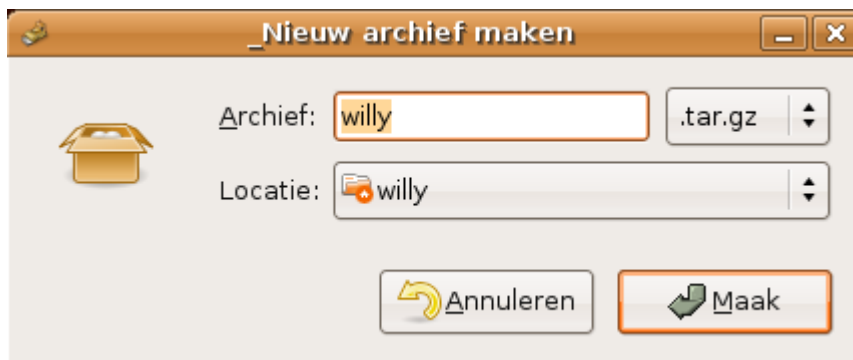 _Nieuw archief maken
Archief: willy .tar.gz
Locatie: willy
Annuleren Maak